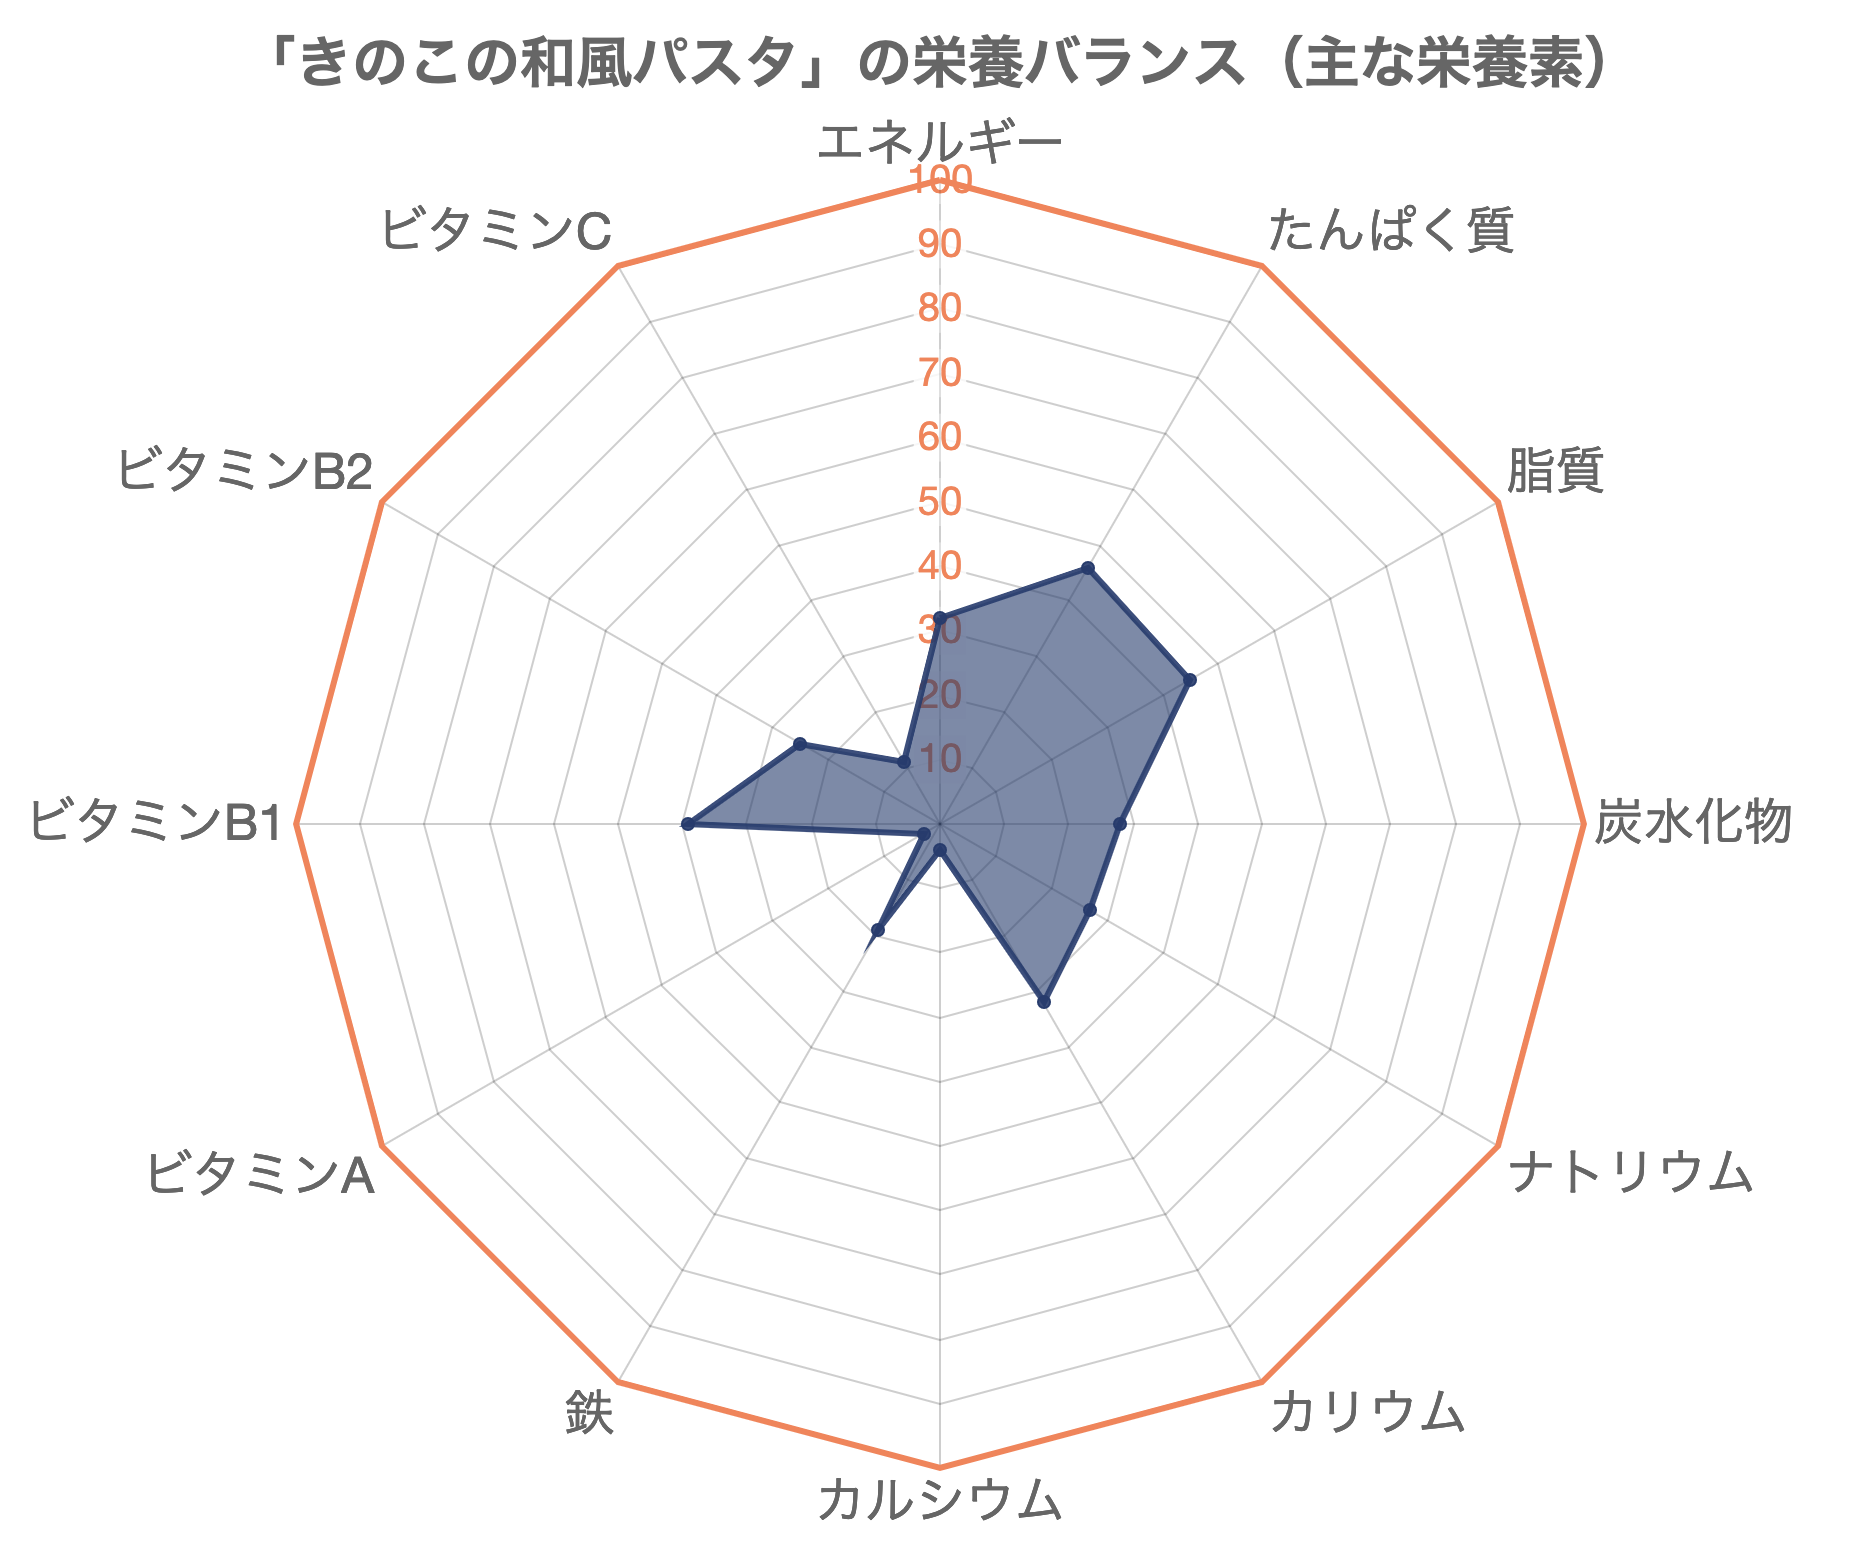 「きのこの和風パスタ」の栄養バランス（主な栄養素）
エネルギー
たんぱく質
脂質
炭水化物
ナトリウム
カリウム
カルシウム
鉄
ビタミンA
ビタミンB1
ビタミンB2
ビタミンC
100
90
80
70
60
50
40
30
20
10